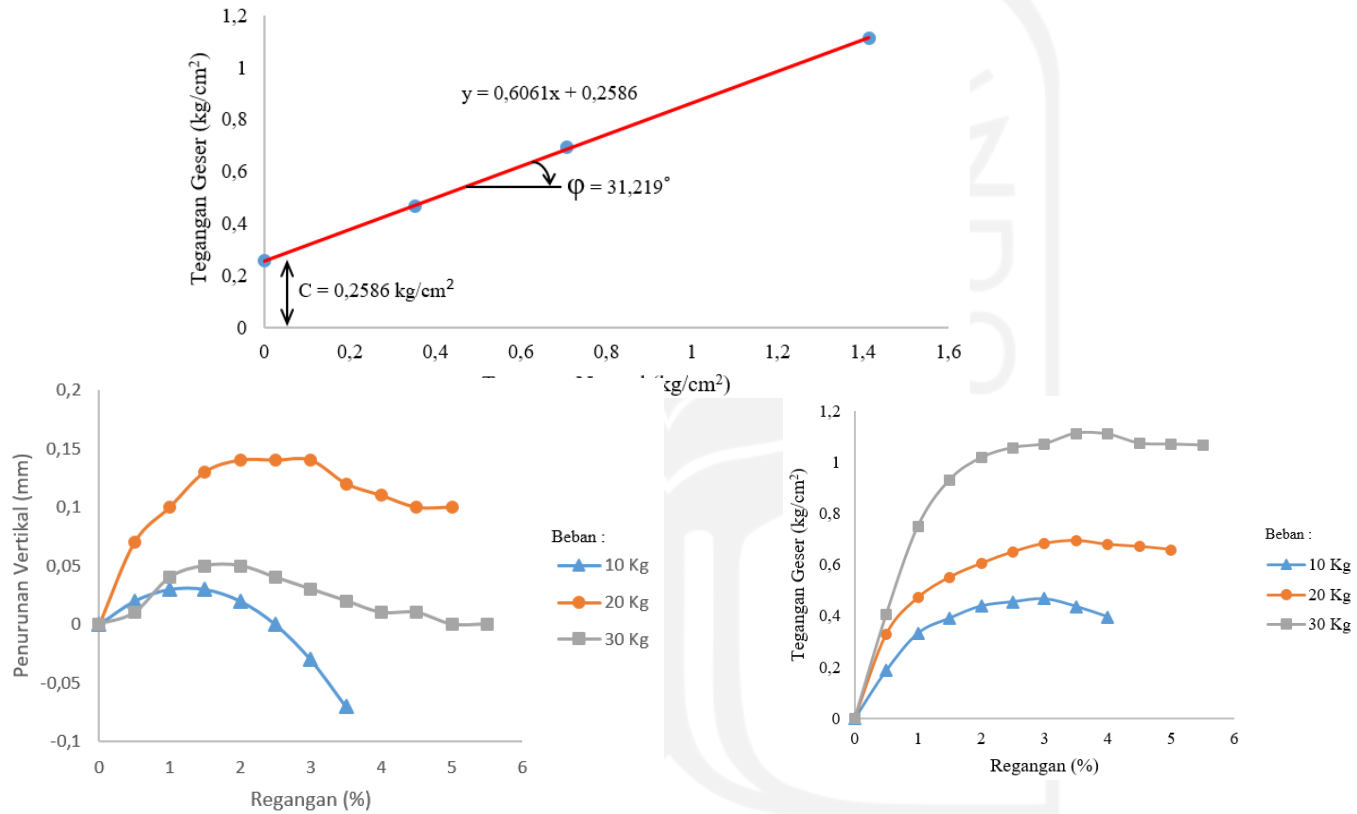 1,2
1
0,8
0,6
0,4
0,2
0
Tegangan Geser (kg/cm²)
y = 0,6061x + 0,2586
φ = 31,219°
C = 0,2586 kg/cm²
0 0,2 0,4 0,6 0,8 1 1,2 1,4 1,6
(kg/cm²)
0,2
0,15
0,1
0,05
0
-0,05
-0,1
Penurunan Vertikal (mm)
0 1 2 3 4 5 6
Regangan (%)
Beban :
10 Kg
20 Kg
30 Kg
1,2
1
0,8
0,6
0,4
0,2
0
Tegangan Geser (kg/cm²)
0 1 2 3 4 5 6
Regangan (%)
Beban :
10 Kg
20 Kg
30 Kg